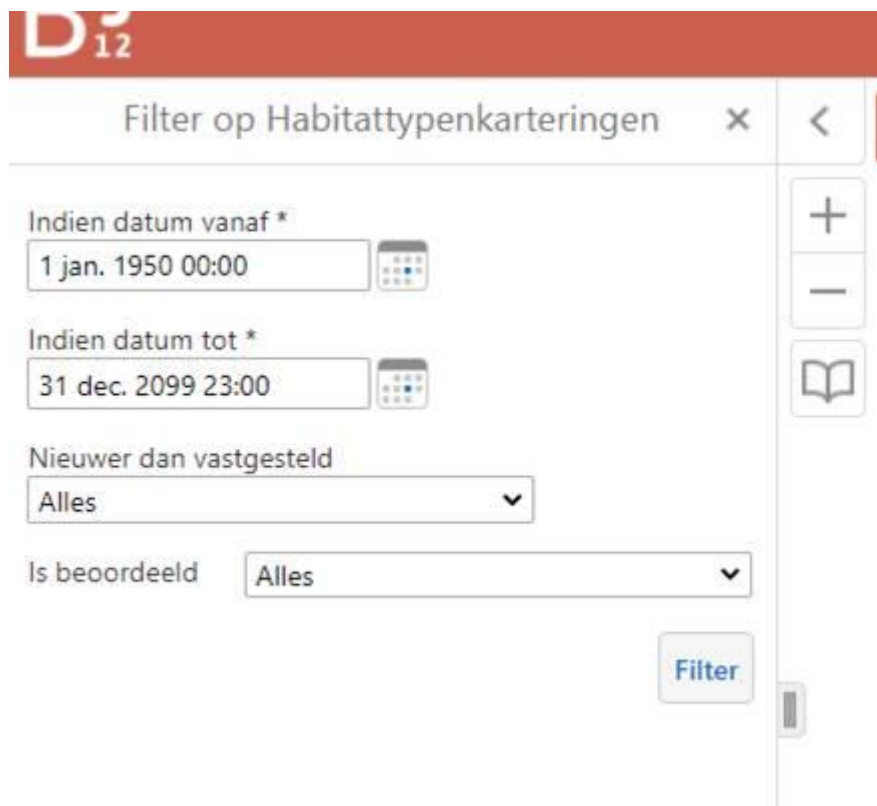 B
12
Filter op Habitattypenkarteringen
Indien datum vanaf *
1 jan. 1950 00:00
Indien datum tot *
31 dec. 2099 23:00
Nieuwer dan vastgesteld
Alles
Is beoordeeld Alles
Filter